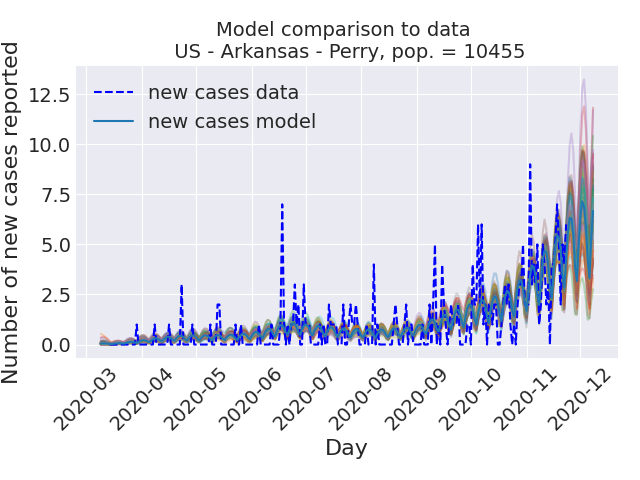 Model comparison to data
US - Arkansas - Perry, pop. = 10455
Number of new cases reported
12.5
10.0
7.5
5.0
2.5
0.0
new cases data
new cases model
2020-03
2020-04
2020-05
2020-06
2020-07
2020-08
2020-09
2020-10
2020-11
2020-12
Day